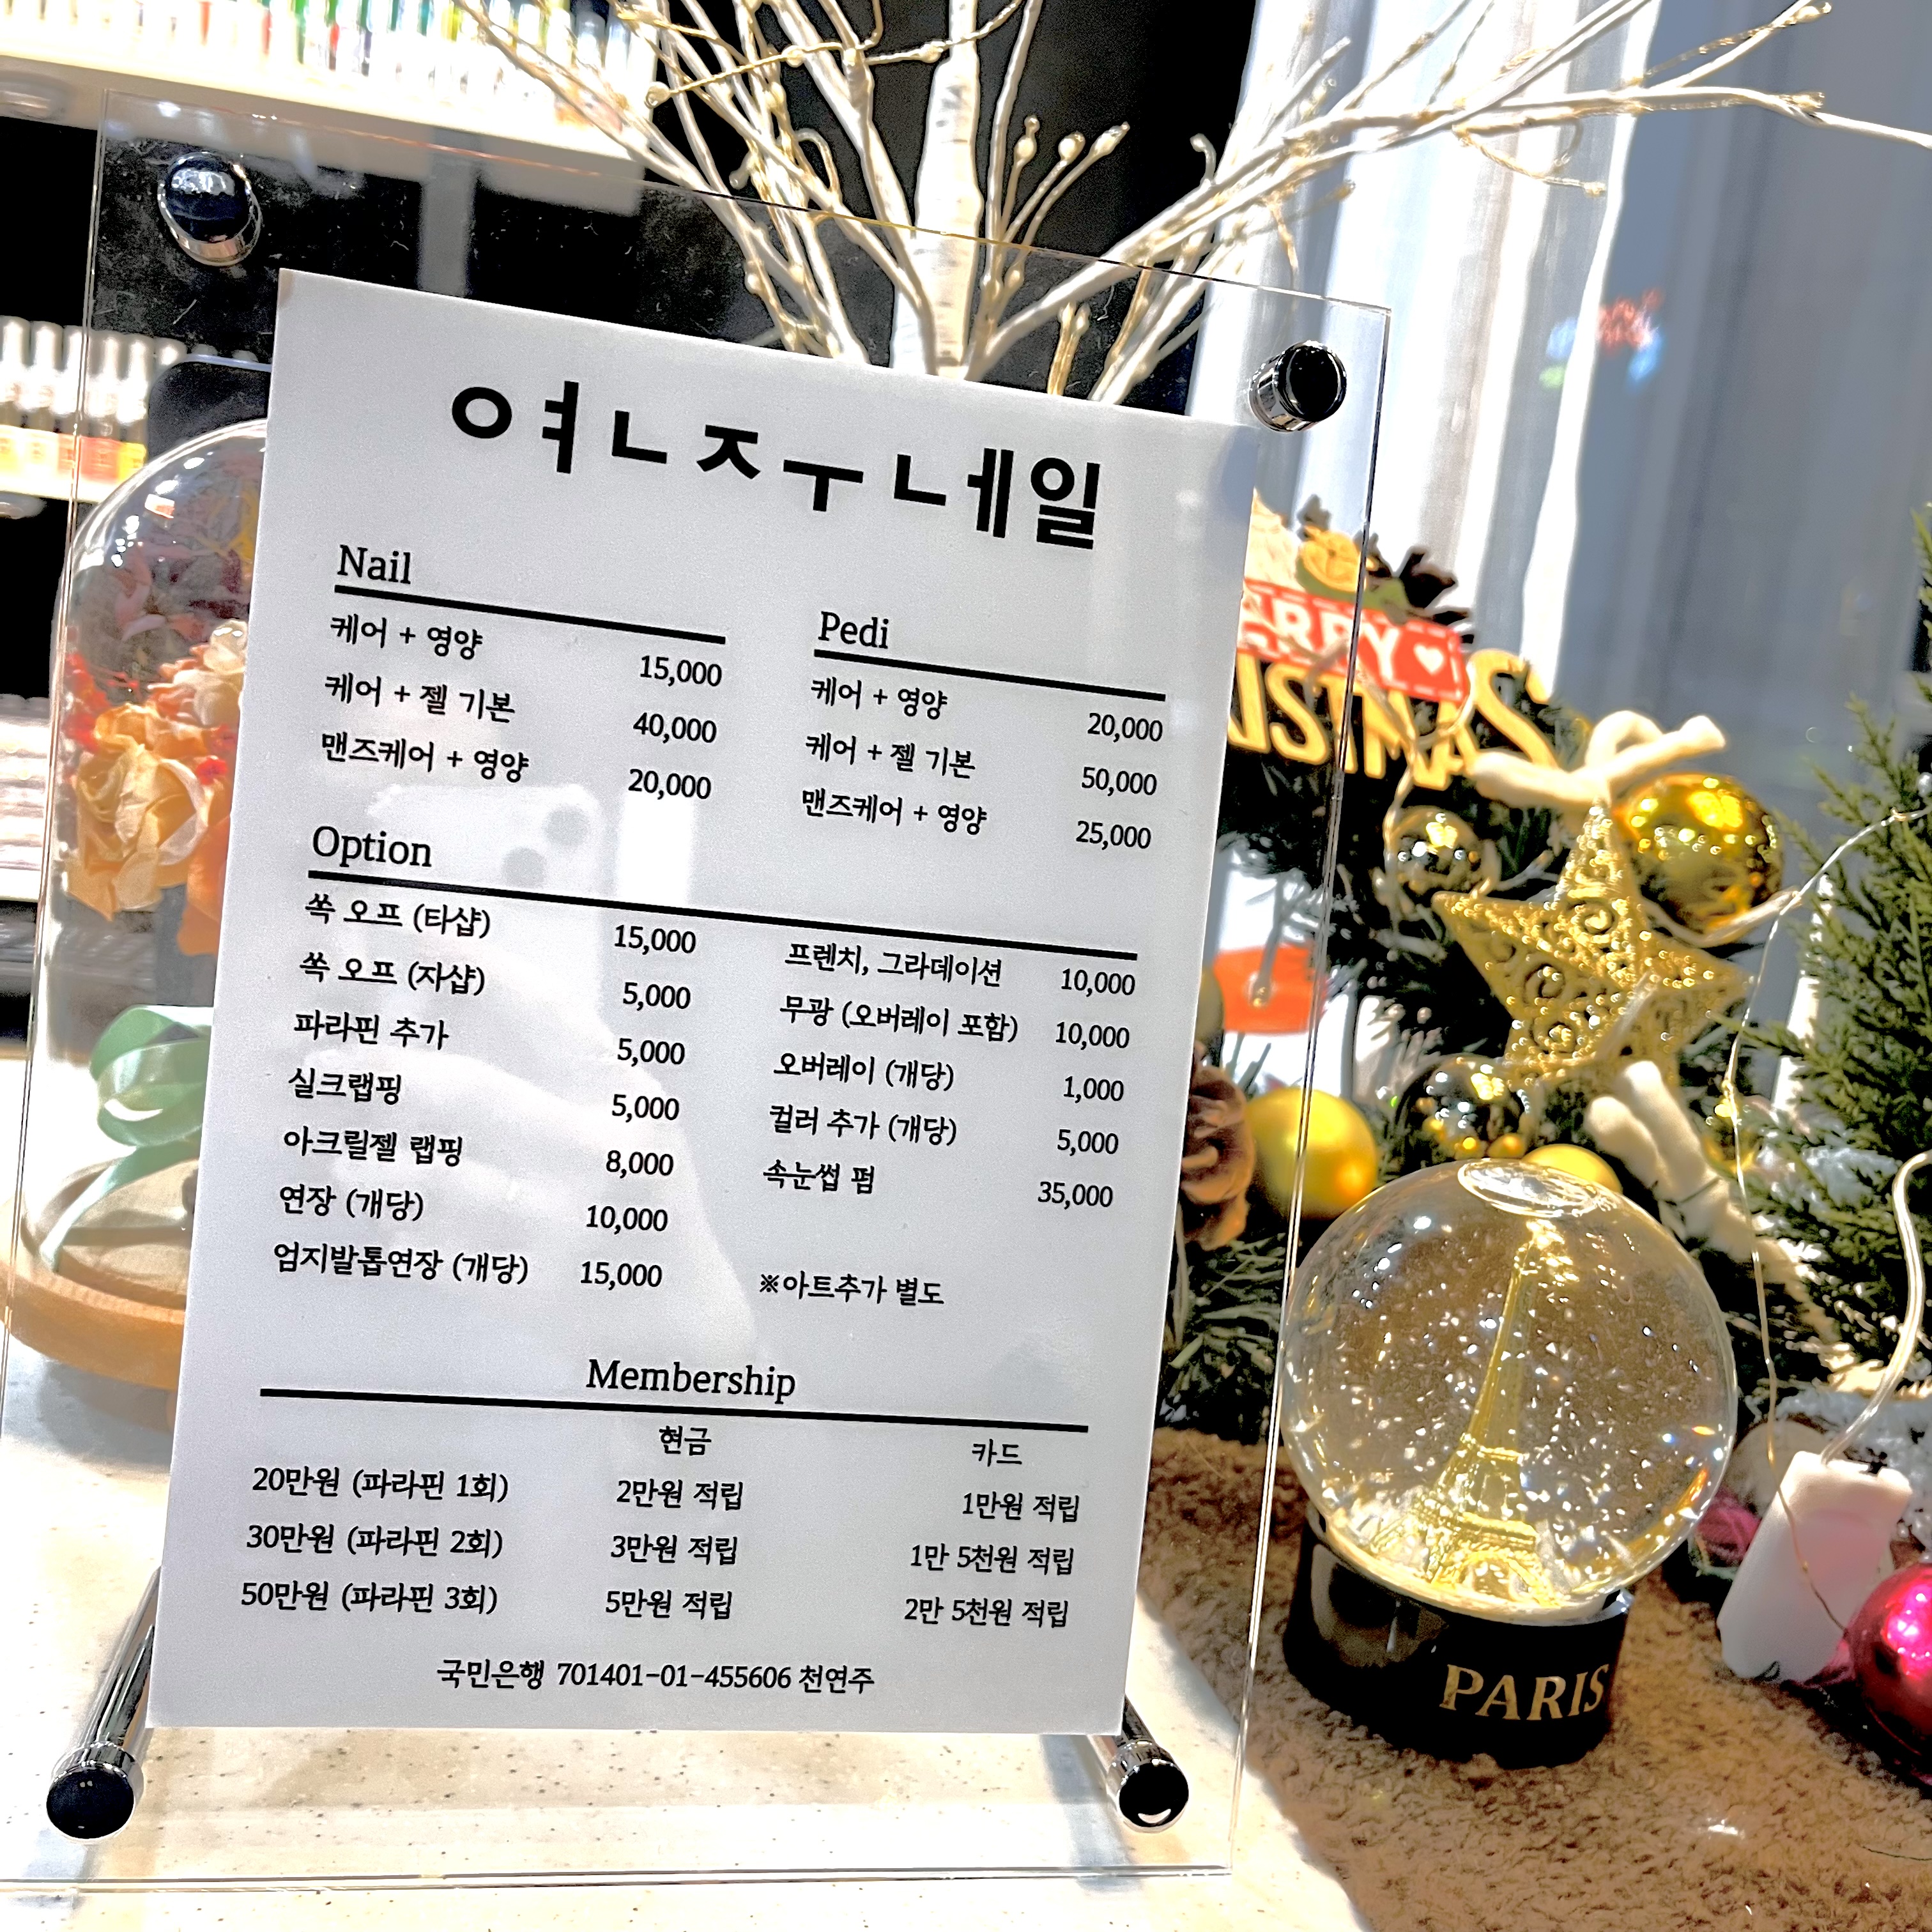 ㅇㅕㄴㅈㅜ ㄴㅔ일
Nail
케어 + 영양 15,000
케어 + 젤 기본 40,000
맨즈케어 + 영양 20,000
Pedi
케어 + 영양 20,000
케어 + 젤 기본 50,000
맨즈케어 + 영양 25,000
Option
쏙 오프 (타샵) 15,000
쏙 오프 (자샵) 5,000
파라핀 추가 5,000
실크랩핑 5,000
아크릴젤 랩핑 8,000
연장 (개당) 10,000
엄지발톱연장 (개당) 15,000
프렌치, 그라데이션 10,000
무광 (오버레이 포함) 10,000
오버레이 (개당) 1,000
컬러 추가 (개당) 5,000
속눈썹 펌 35,000
※아트추가 별도
Membership
현금 카드
20만원 (파라핀 1회) 2만원 적립 1만원 적립
30만원 (파라핀 2회) 3만원 적립 1만 5천원 적립
50만원 (파라핀 3회) 5만원 적립 2만 5천원 적립
국민은행 701401-01-455606 천연주
PARIS